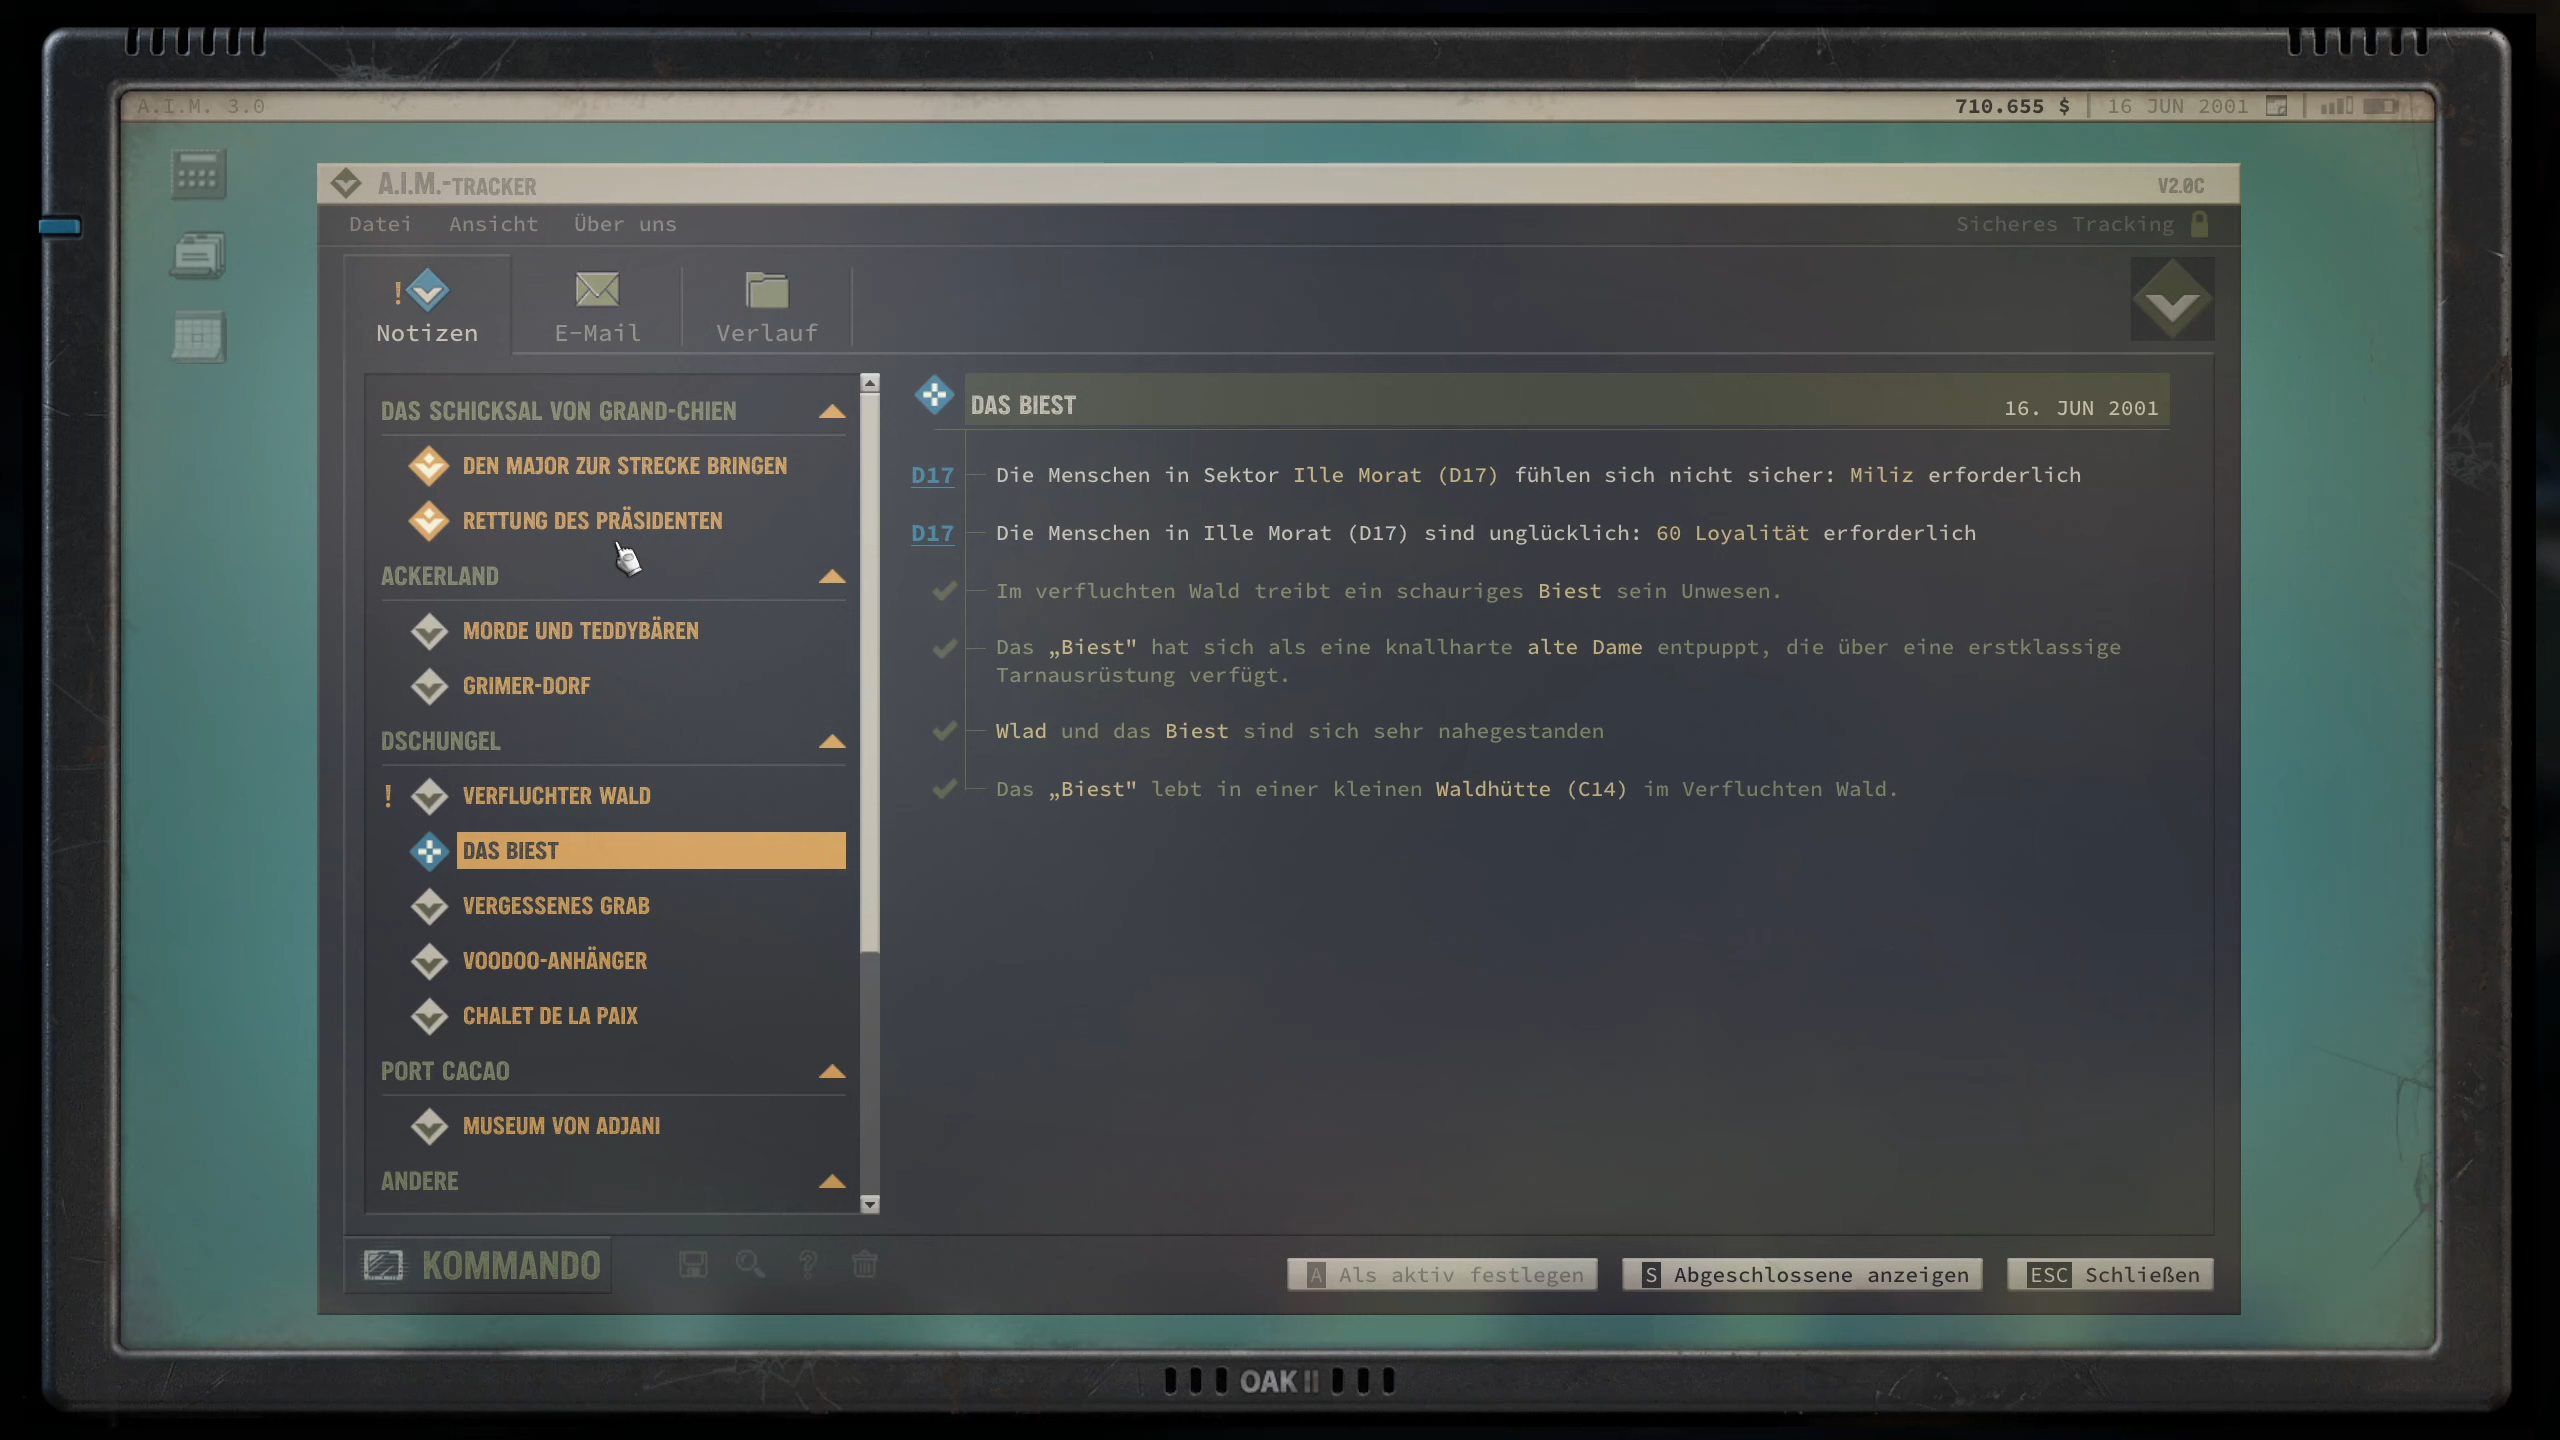 A.I.M. 3.0
710.655 $ | 16 JUN 2001
A.I.M.-TRACKER
V2.0C
Datei Ansicht Über uns
Sicheres Tracking
! Notizen
E-Mail
Verlauf
DAS SCHICKSAL VON GRAND-CHIEN
DEN MAJOR ZUR STRECKE BRINGEN
RETTUNG DES PRÄSIDENTEN
ACKERLAND
MORDE UND TEDDYBÄREN
GRIMER-DORF
DSCHUNGEL
! VERFLUCHTER WALD
DAS BIEST
VERGESSENES GRAB
VOODOO-ANHÄNGER
CHALET DE LA PAIX
PORT CACAO
MUSEUM VON ADJANI
ANDERE
DAS BIEST
16. JUN 2001
D17 Die Menschen in Sektor Ille Morat (D17) fühlen sich nicht sicher: Miliz erforderlich
D17 Die Menschen in Ille Morat (D17) sind unglücklich: 60 Loyalität erforderlich
Im verfluchten Wald treibt ein schauriges Biest sein Unwesen.
Das „Biest" hat sich als eine knallharte alte Dame entpuppt, die über eine erstklassige
Tarnausrüstung verfügt.
Wlad und das Biest sind sich sehr nahegestanden
Das „Biest" lebt in einer kleinen Waldhütte (C14) im Verfluchten Wald.
KOMMANDO
?
A Als aktiv festlegen
S Abgeschlossene anzeigen
ESC Schließen
OAK II